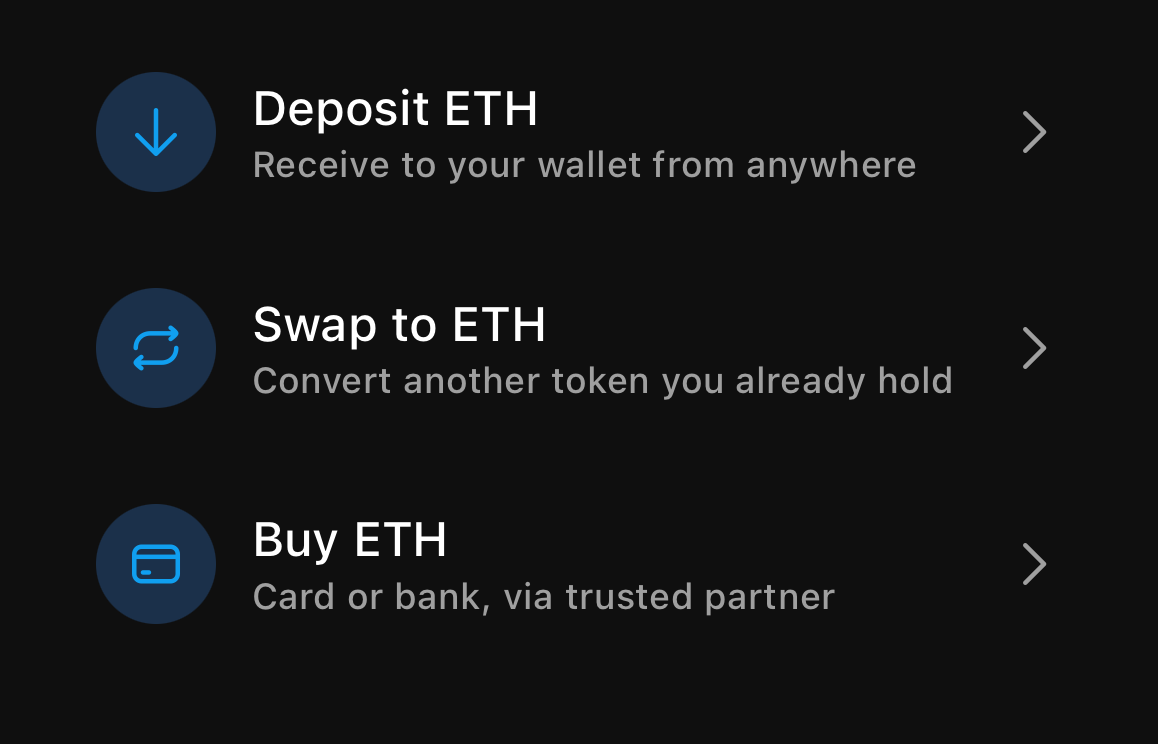 Deposit ETH
Receive to your wallet from anywhere
Swap to ETH
Convert another token you already hold
Buy ETH
Card or bank, via trusted partner